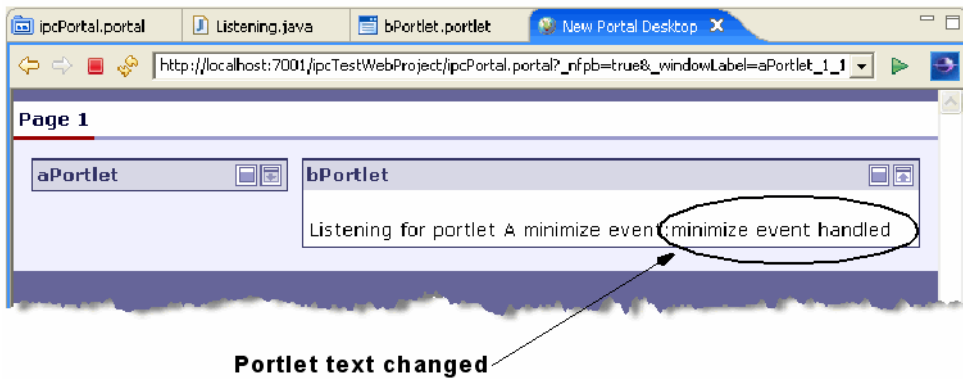 ipcPortal.portal Listening.java bPortlet.portlet New Portal Desktop
http://localhost:7001/ipcTestWebProject/ipcPortal.portal?_nfpb=true&_windowLabel=aPortlet_1_1
Page 1
aPortlet bPortlet
Listening for portlet A minimize event:minimize event handled
Portlet text changed